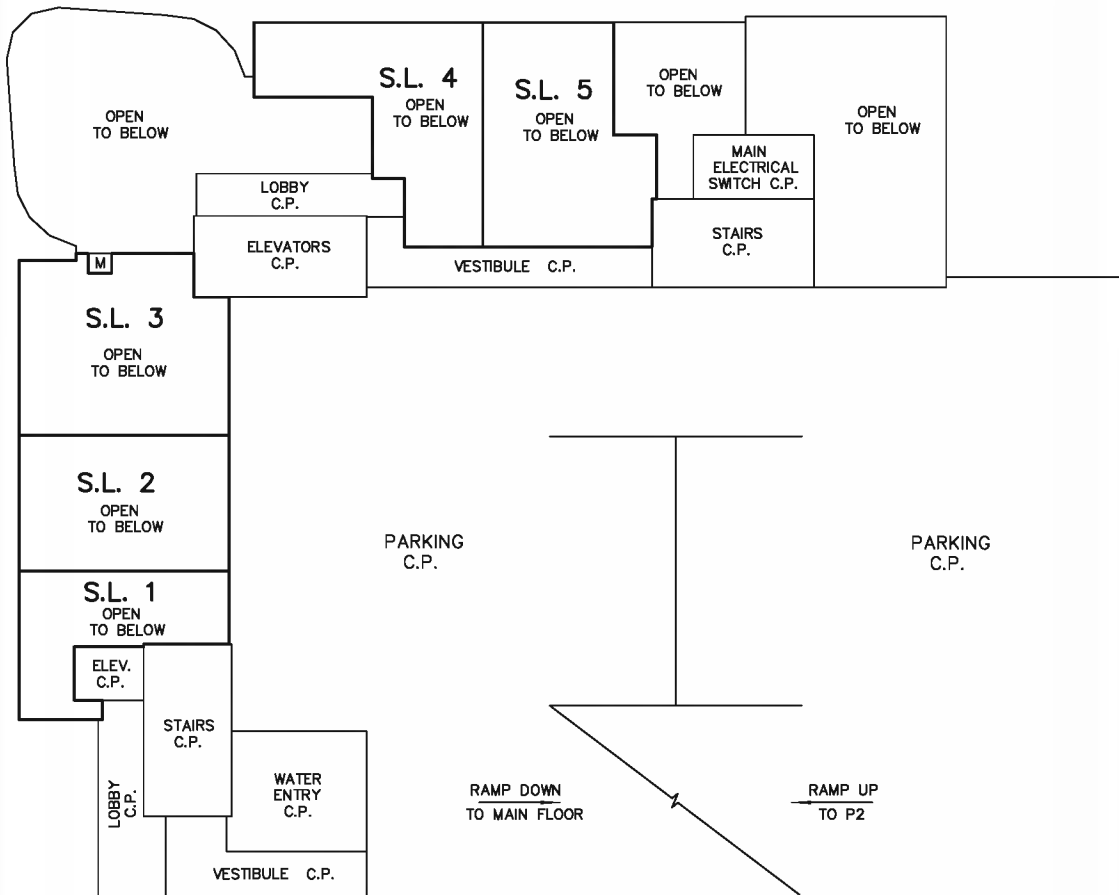 S.L. 4
OPEN
TO BELOW
S.L. 5
OPEN
TO BELOW
OPEN
TO BELOW
OPEN
TO BELOW
OPEN
TO BELOW
MAIN
ELECTRICAL
SWITCH C.P.
LOBBY
C.P.
ELEVATORS
C.P.
STAIRS
C.P.
VESTIBULE C.P.
M
S.L. 3
OPEN
TO BELOW
S.L. 2
OPEN
TO BELOW
PARKING
C.P.
PARKING
C.P.
S.L. 1
OPEN
TO BELOW
ELEV.
C.P.
STAIRS
C.P.
LOBBY
C.P.
WATER
ENTRY
C.P.
RAMP DOWN
TO MAIN FLOOR
RAMP UP
TO P2
VESTIBULE C.P.